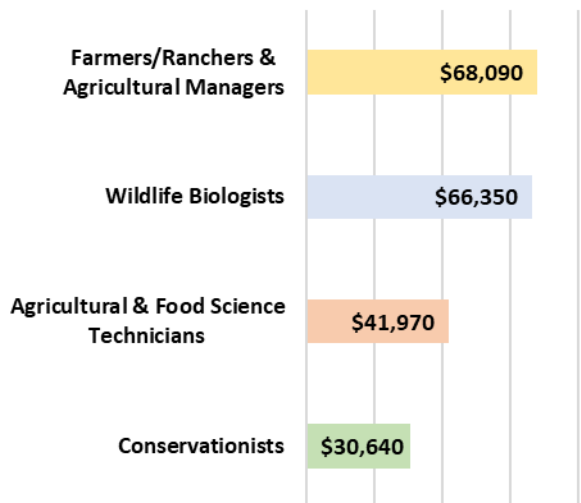 Farmers/Ranchers &
Agricultural Managers
$68,090
Wildlife Biologists
$66,350
Agricultural & Food Science
Technicians
$41,970
Conservationists
$30,640